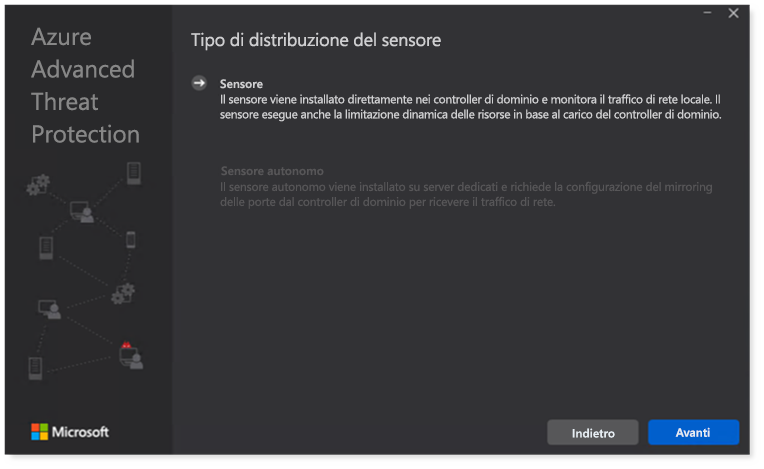 Azure
Advanced
Threat
Protection
Tipo di distribuzione del sensore
Sensore
Il sensore viene installato direttamente nei controller di dominio e monitora il traffico di rete locale. Il
sensore esegue anche la limitazione dinamica delle risorse in base al carico del controller di dominio.
Sensore autonomo
Il sensore autonomo viene installato su server dedicati e richiede la configurazione del mirroring
delle porte dal controller di dominio per ricevere il traffico di rete.
Microsoft
Indietro
Avanti